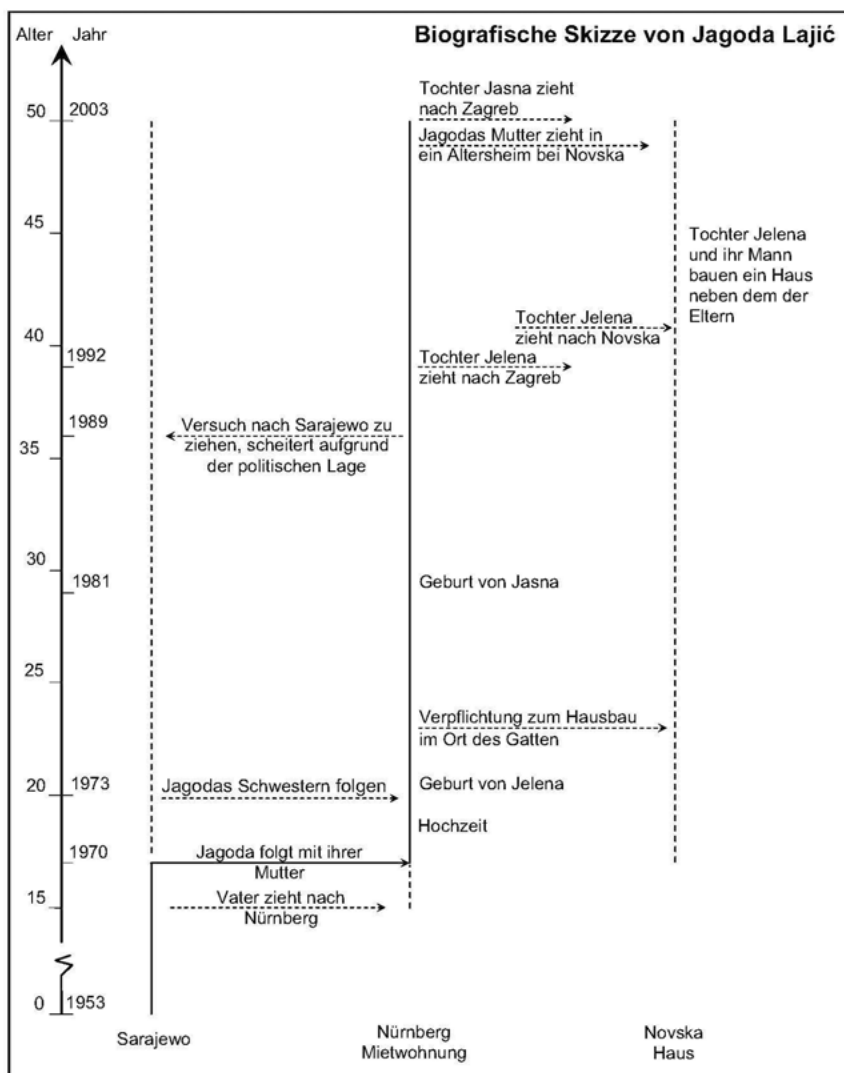 Biografische Skizze von Jagoda Lajić
Alter Jahr
Tochter Jasna zieht
nach Zagreb
50 2003
Jagodas Mutter zieht in
ein Altersheim bei Novska
45
Tochter Jelena
und ihr Mann
bauen ein Haus
neben dem der
Eltern
Tochter Jelena
zieht nach Novska
40
1992
Tochter Jelena
zieht nach Zagreb
1989
Versuch nach Sarajewo zu
ziehen, scheitert aufgrund
der politischen Lage
35
30
1981
Geburt von Jasna
25
Verpflichtung zum Hausbau
im Ort des Gatten
20 1973
Jagodas Schwestern folgen
Geburt von Jelena
Hochzeit
1970
Jagoda folgt mit ihrer
Mutter
15
Vater zieht nach
Nürnberg
0 1953
Sarajewo
Nürnberg
Mietwohnung
Novska
Haus